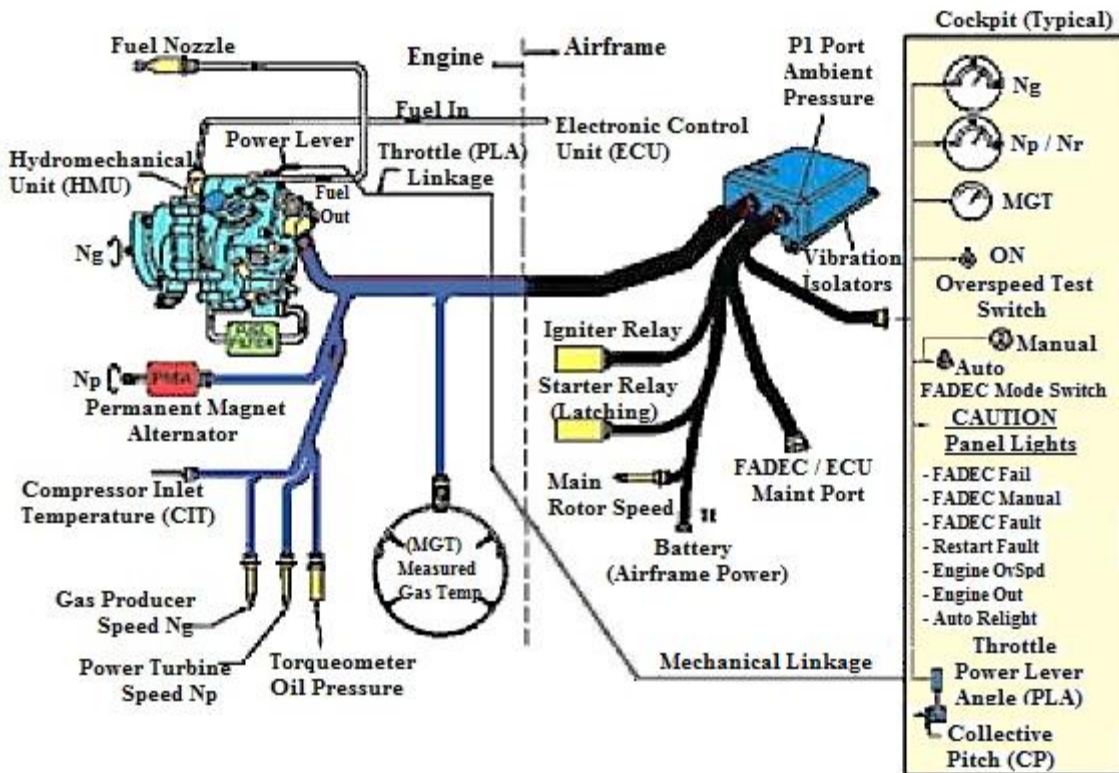 Cockpit (Typical)
Fuel Nozzle
Engine
Airframe
P1 Port
Ambient
Pressure
Ng
Fuel In
Power Lever
Electronic Control
Unit (ECU)
Np / Nr
Hydromechanical
Unit (HMU)
Throttle (PLA)
Linkage
Fuel
Out
MGT
Ng
Vibration
Isolators
ON
Overspeed Test
Switch
FUEL
FILTER
Igniter Relay
Manual
Auto
FADEC Mode Switch
Np
PMA
Permanent Magnet
Alternator
Starter Relay
(Latching)
CAUTION
Panel Lights
FADEC / ECU
Maint Port
- FADEC Fail
- FADEC Manual
- FADEC Fault
- Restart Fault
- Engine OvSpd
- Engine Out
- Auto Relight
Compressor Inlet
Temperature (CIT)
Main
Rotor Speed
Battery
(Airframe Power)
(MGT)
Measured
Gas Temp
Gas Producer
Speed Ng
Power Turbine
Speed Np
Torqueometer
Oil Pressure
Mechanical Linkage
Throttle
Power Lever
Angle (PLA)
Collective
Pitch (CP)